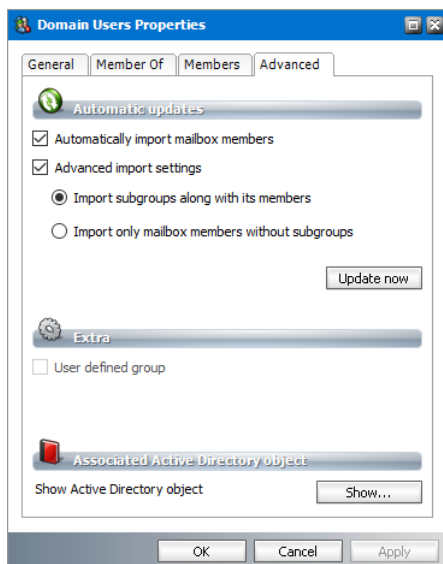 Domain Users Properties
General Member Of Members Advanced
Automatic updates
Automatically import mailbox members
Advanced import settings
Import subgroups along with its members
Import only mailbox members without subgroups
Update now
Extra
User defined group
Associated Active Directory object
Show Active Directory object Show...
OK Cancel Apply